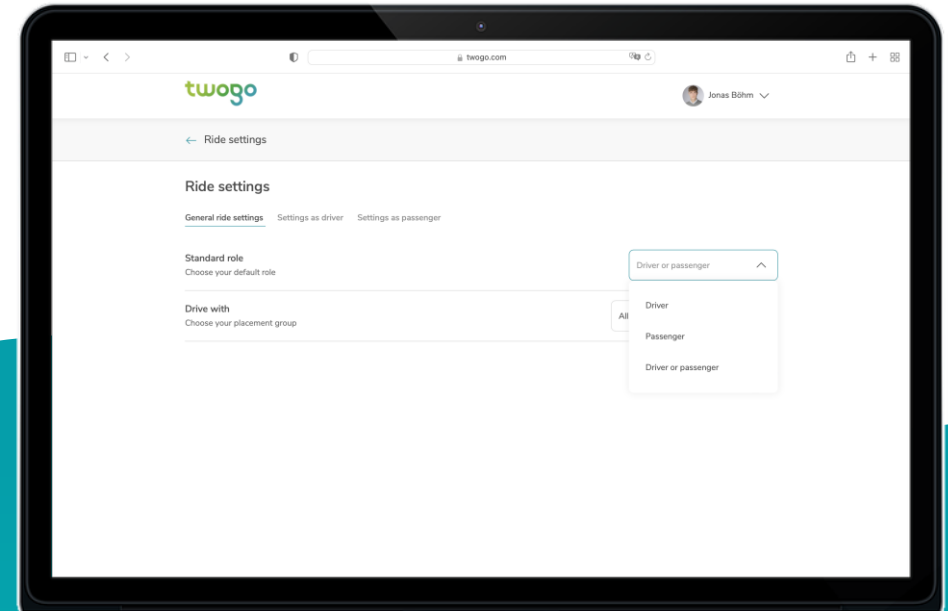 twogo.com
twogo
Jonas Böhm
Ride settings
Ride settings
General ride settings Settings as driver Settings as passenger
Standard role
Choose your default role
Driver or passenger
Drive with
Choose your placement group
All
Driver
Passenger
Driver or passenger